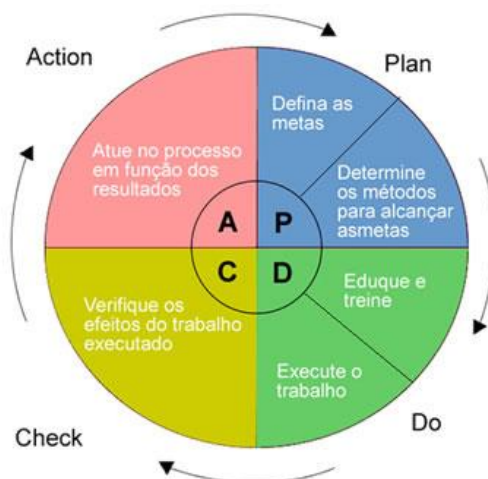 Action
Plan
Defina as
metas
Atue no processo
em função dos
resultados
Determine
os métodos
para alcançar
asmetas
A
P
C
D
Eduque e
treine
Verifique os
efeitos do trabalho
executado
Execute o
trabalho
Check
Do